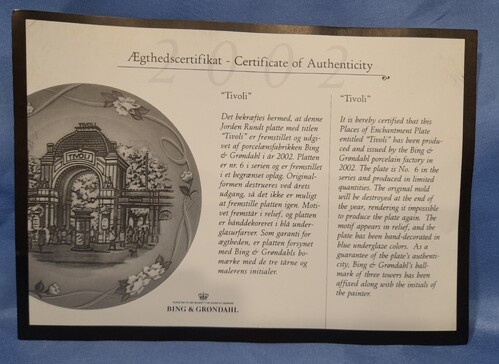 2002
Ægthedscertifikat - Certificate of Authenticity
"Tivoli"
Det bekræftes hermed, at denne
Jorden Rundt platte med titlen
"Tivoli" er fremstillet og udgi-
vet af porcelænsfabrikken Bing
& Grøndahl i år 2002. Platten
er nr. 6 i serien og er fremstillet
i et begrænset oplag. Original-
formen destrueres ved årets
udgang, så det ikke er muligt
at fremstille platten igen. Moti-
vet fremstår i relief, og platten
er hånddekoreret i blå under-
glasurfarver. Som garanti for
ægtheden, er platten forsynet
med Bing & Grøndahls bo-
mærke med de tre tårne og
malerens initialer.
"Tivoli"
It is hereby certified that this
Places of Enchantment Plate
entitled "Tivoli" has been produ-
ced and issued by the Bing &
Grøndahl porcelain factory in
2002. The plate is No. 6 in the
series and produced in limited
quantities. The original mold
will be destroyed at the end of
the year, rendering it impossible
to produce the plate again. The
motif appears in relief, and the
plate has been hand-decorated in
blue underglaze colors. As a
guarantee of the plate's authenti-
city, Bing & Grøndahl's hall-
mark of three towers has been
affixed along with the initials of
the painter.
TIVOLI
TIVOLI
BING & GRØNDAHL